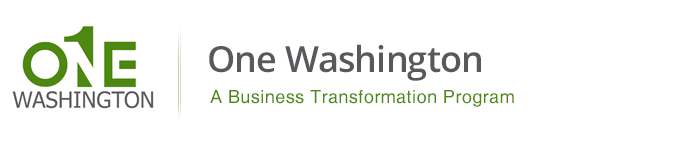 ONE
WASHINGTON
One Washington
A Business Transformation Program